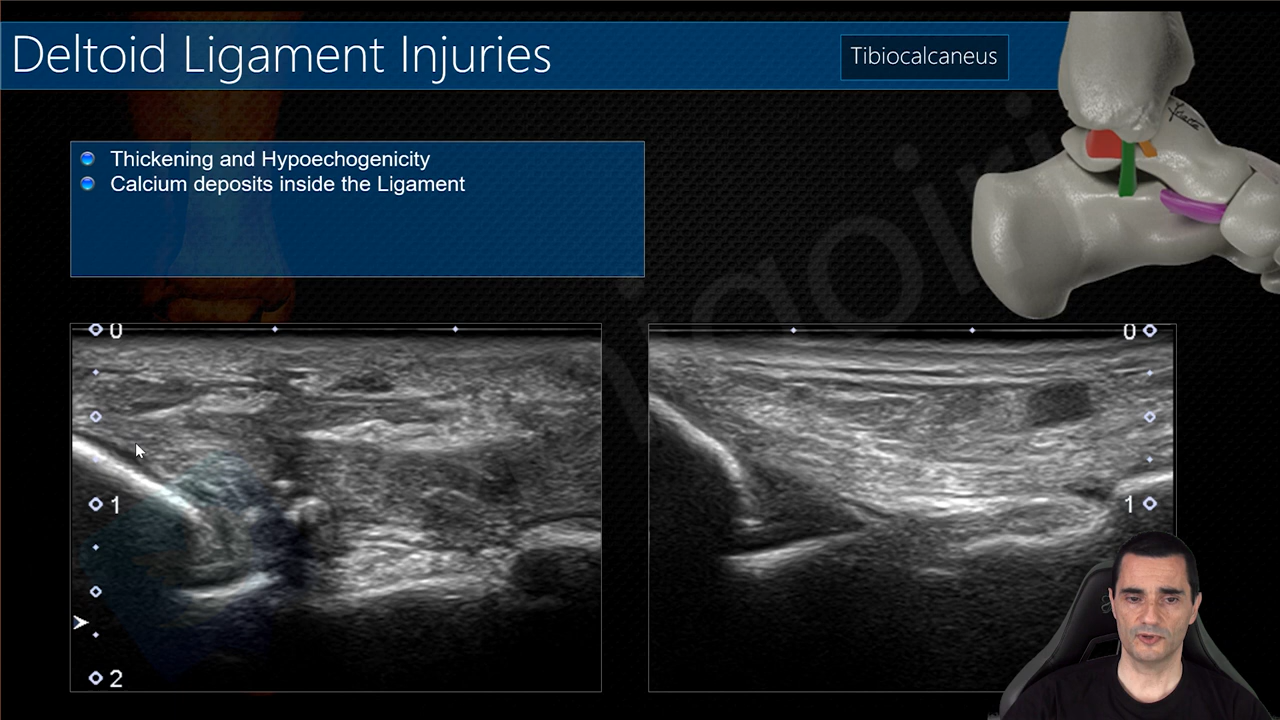 Deltoid Ligament Injuries
Tibiocalcaneus
Thickening and Hypoechogenicity
Calcium deposits inside the Ligament
0
1
2
0
1